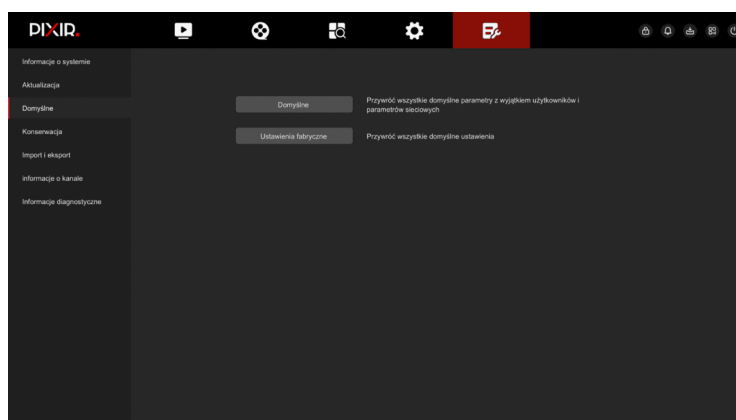 PIXIR.
Informacje o systemie
Aktualizacja
Domyślne
Konserwacja
Import i eksport
informacje o kanale
Informacje diagnostyczne
Domyślne
Przywróć wszystkie domyślne parametry z wyjątkiem użytkowników i
parametrów sieciowych
Ustawienia fabryczne
Przywróć wszystkie domyślne ustawienia